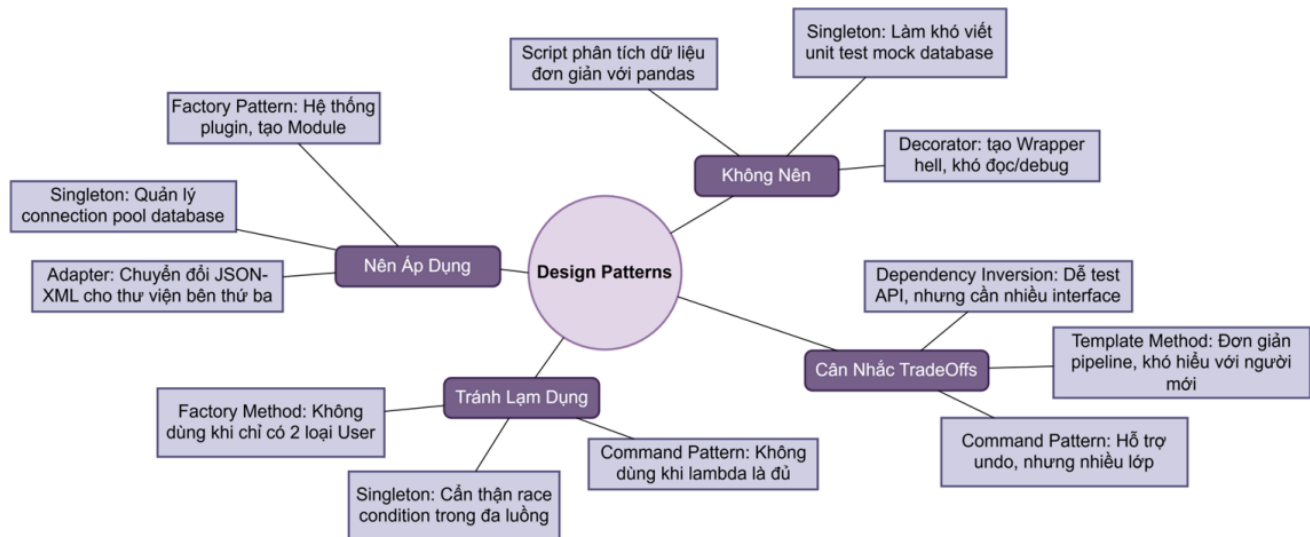 Script phân tích dữ liệu
đơn giản với pandas
Singleton: Làm khó viết
unit test mock database
Decorator: tạo Wrapper
hell, khó đọc/debug
Không Nên
Factory Pattern: Hệ thống
plugin, tạo Module
Singleton: Quản lý
connection pool database
Adapter: Chuyển đổi JSON-
XML cho thư viện bên thứ ba
Nên Áp Dụng
Design Patterns
Dependency Inversion: Dễ test
API, nhưng cần nhiều interface
Template Method: Đơn giản
pipeline, khó hiểu với người
mới
Cân Nhắc TradeOffs
Command Pattern: Hỗ trợ
undo, nhưng nhiều lớp
Tránh Lạm Dụng
Factory Method: Không
dùng khi chỉ có 2 loại User
Singleton: Cẩn thận race
condition trong đa luồng
Command Pattern: Không
dùng khi lambda là đủ